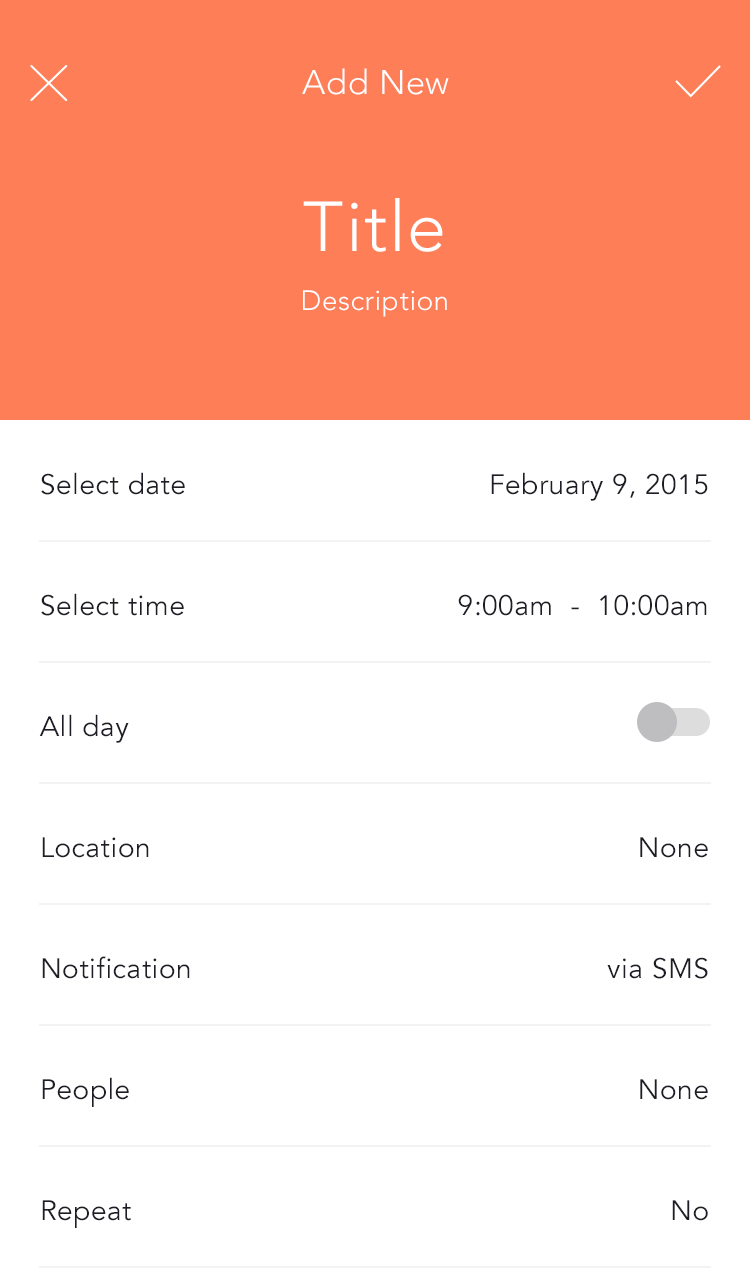 Add New
Title
Description
Select date February 9, 2015
Select time 9:00am - 10:00am
All day
Location None
Notification via SMS
People None
Repeat No